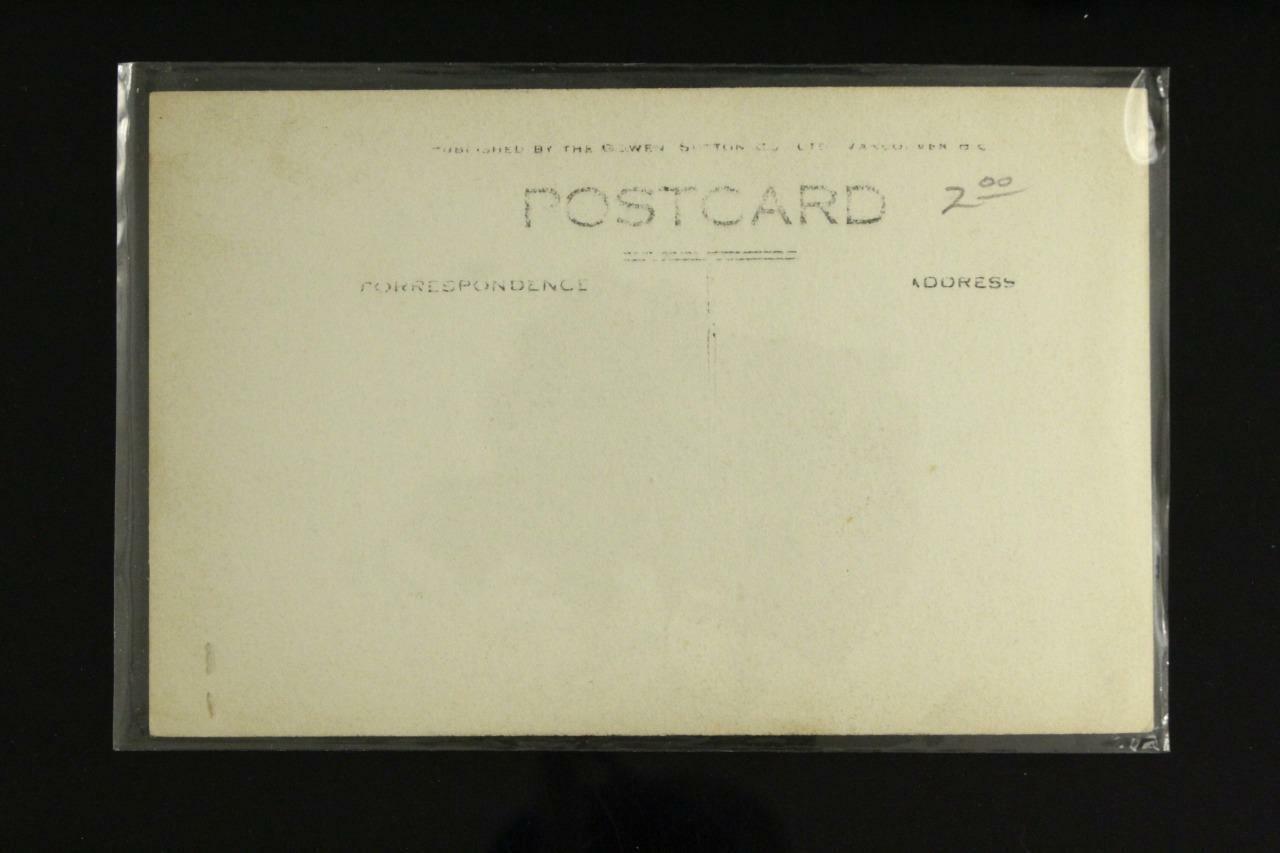 PUBLISHED BY THE GOWEN SUTTON CO. LTD. VANCOUVER B C
POSTCARD
2.00
CORRESPONDENCE
ADDRESS